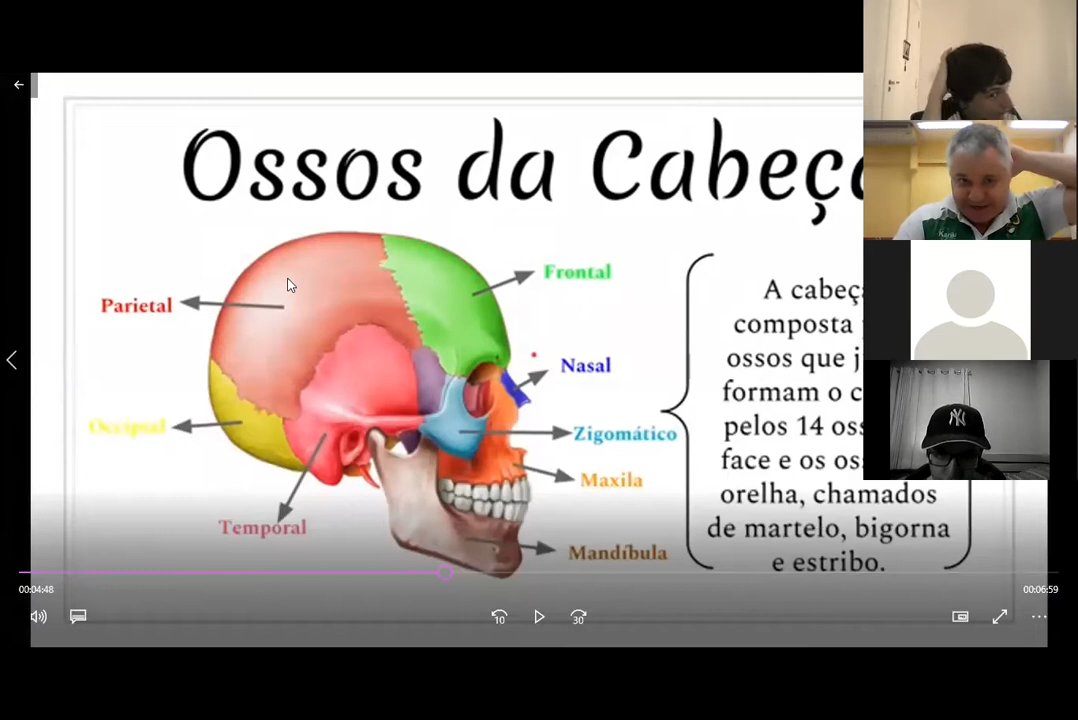 Ossos da Cabeç
Frontal
Parietal
Nasal
Occipital
Zigomático
Maxila
Temporal
Mandíbula
A cabeç
composta
ossos que j
formam o c
pelos 14 oss
face e os os
orelha, chamados
de martelo, bigorna
e estribo.
NY
00:04:48
00:06:59
10
30